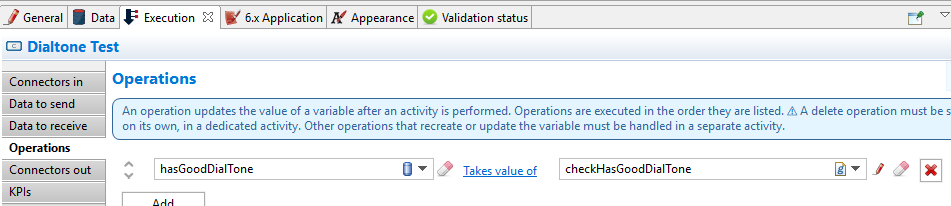 General Data Execution 6.x Application Appearance Validation status
Dialtone Test
Connectors in
Data to send
Data to receive
Operations
Connectors out
KPIs
Operations
An operation updates the value of a variable after an activity is performed. Operations are executed in the order they are listed. ⚠ A delete operation must be s
on its own, in a dedicated activity. Other operations that recreate or update the variable must be handled in a separate activity.
hasGoodDialTone Takes value of checkHasGoodDialTone
Add